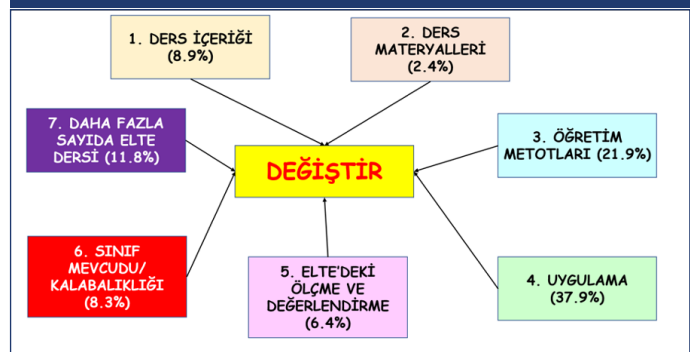 1. DERS İÇERİĞİ
(8.9%)
2. DERS
MATERYALLERİ
(2.4%)
7. DAHA FAZLA
SAYIDA ELTE
DERSİ (11.8%)
DEĞİŞTİR
3. ÖĞRETİM
METOTLARI (21.9%)
6. SINIF
MEVCUDU/
KALABALIKLIĞI
(8.3%)
5. ELTE'DEKİ
ÖLÇME VE
DEĞERLENDİRME
(6.4%)
4. UYGULAMA
(37.9%)